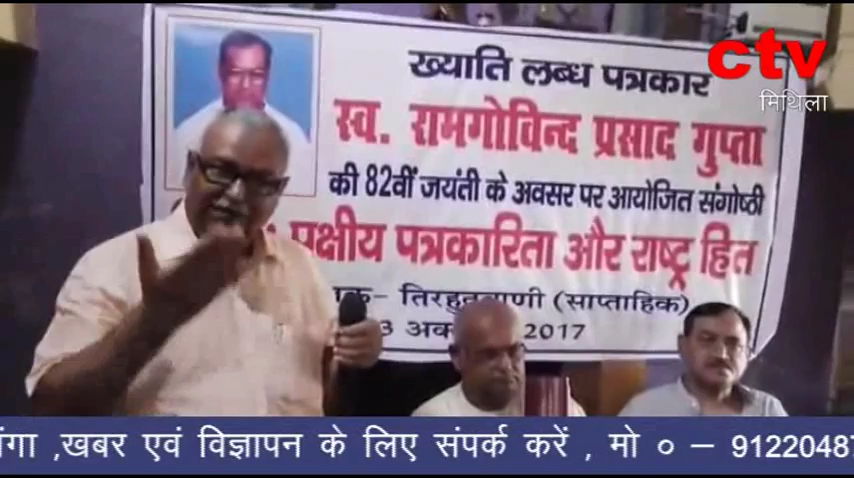 ctv
मिथिला
ख्याति लब्ध पत्रकार
स्व. रामगोविन्द प्रसाद गुप्ता
की 82वीं जयंती के अवसर पर आयोजित संगोष्ठी
पक्षीय पत्रकारिता और राष्ट्र हित
तिरहुतवाणी (साप्ताहिक)
2017
,खबर एवं विज्ञापन के लिए संपर्क करें , मो ० – 9122048